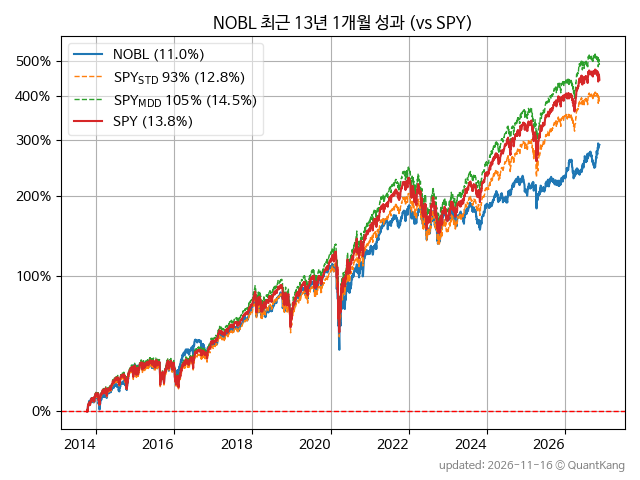 NOBL 최근 13년 1개월 성과 (vs SPY)
NOBL (11.0%)
SPY_STD 93% (12.8%)
SPY_MDD 105% (14.5%)
SPY (13.8%)
500%
400%
300%
200%
100%
0%
2014 2016 2018 2020 2022 2024 2026
updated: 2026-11-16 © QuantKang